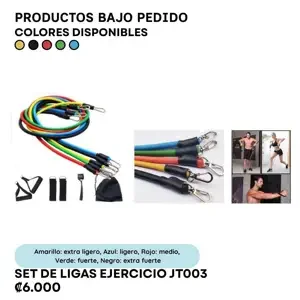 PRODUCTOS BAJO PEDIDO
COLORES DISPONIBLES
Amarillo: extra ligero, Azul: ligero, Rojo: medio,
Verde: fuerte, Negro: extra fuerte
SET DE LIGAS EJERCICIO JT003
₡6.000